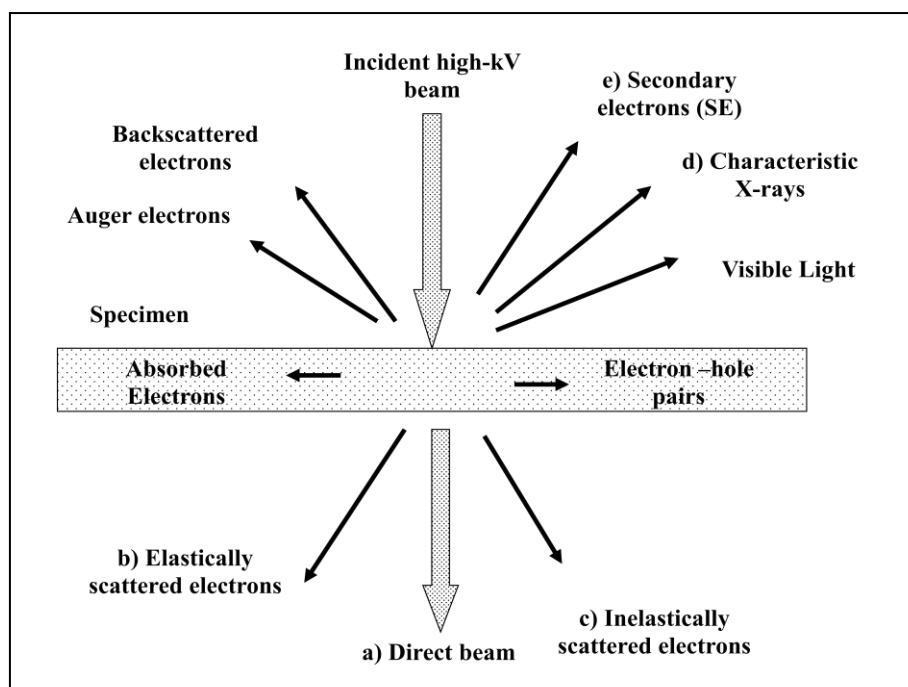 Incident high-kV
beam
e) Secondary
electrons (SE)
Backscattered
electrons
d) Characteristic
X-rays
Auger electrons
Visible Light
Specimen
Absorbed
Electrons
Electron –hole
pairs
b) Elastically
scattered electrons
c) Inelastically
scattered electrons
a) Direct beam